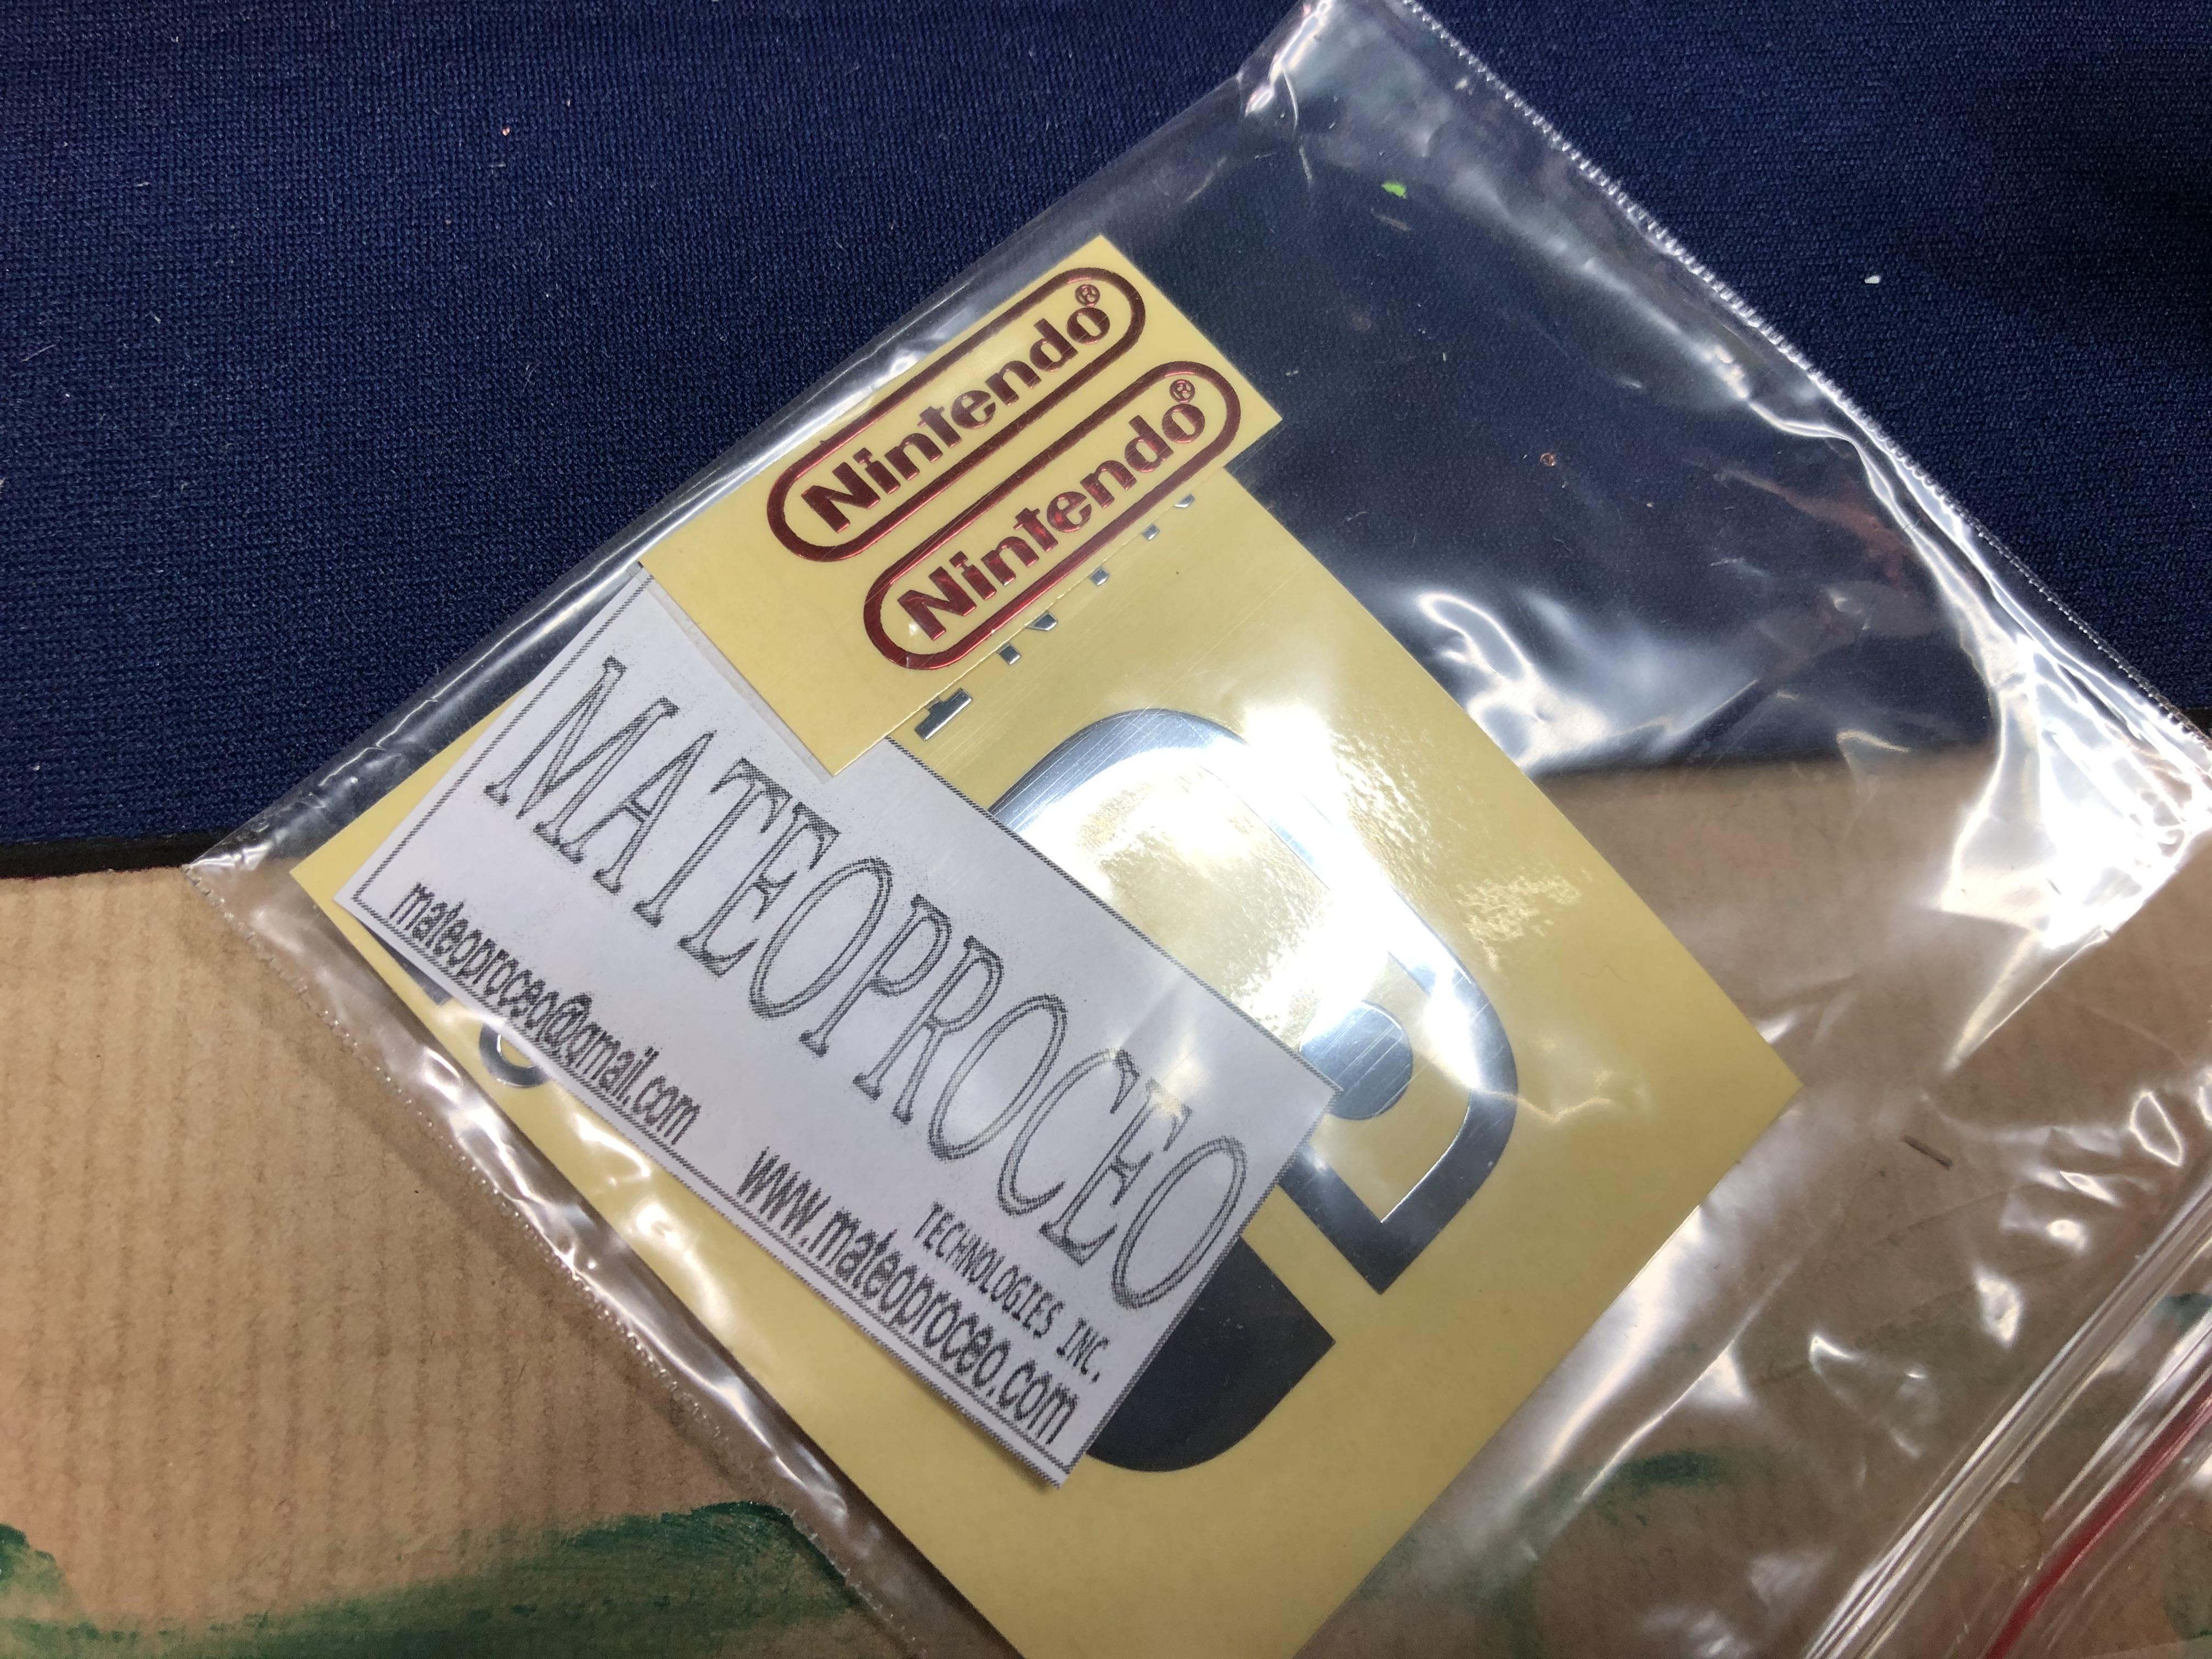 Nintendo®
Nintendo®
MATEOPROCEO
TECHNOLOGIES INC.
mateoproceo@gmail.com
www.mateoproceo.com